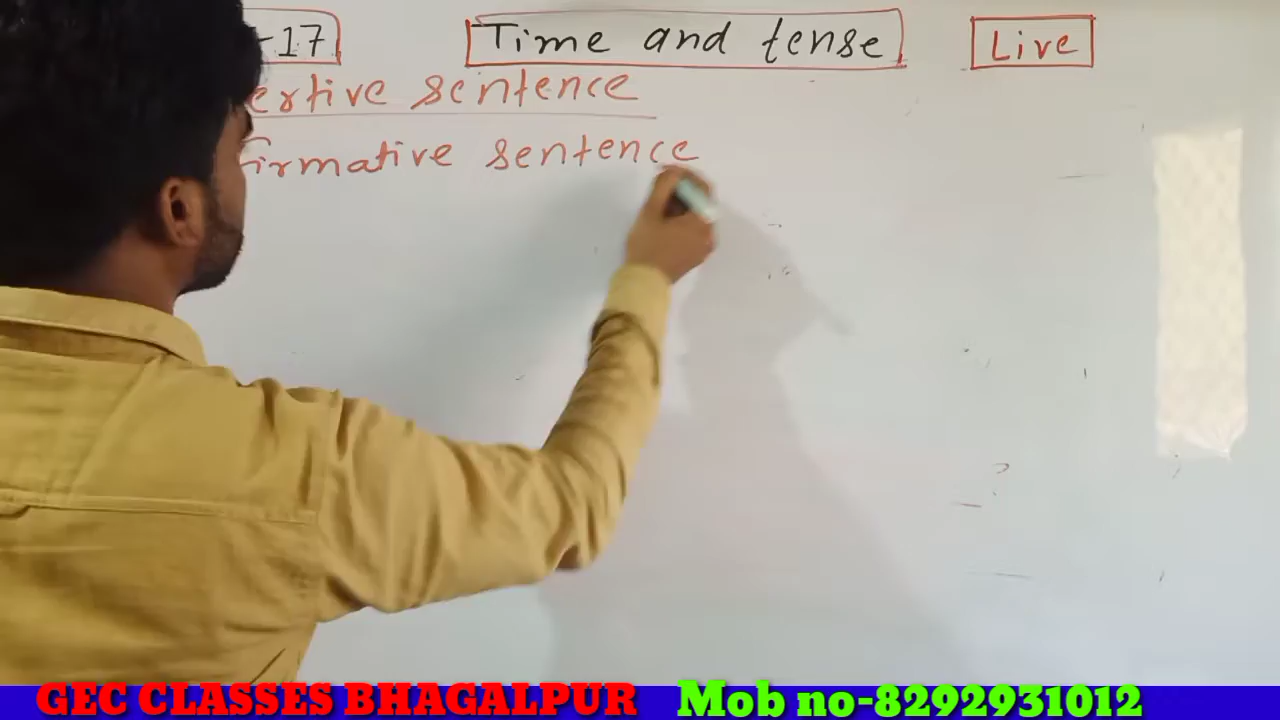 -17 Time and tense Live
ertive sentence
firmative sentence
GEC CLASSES BHAGALPUR Mob no-8292931012